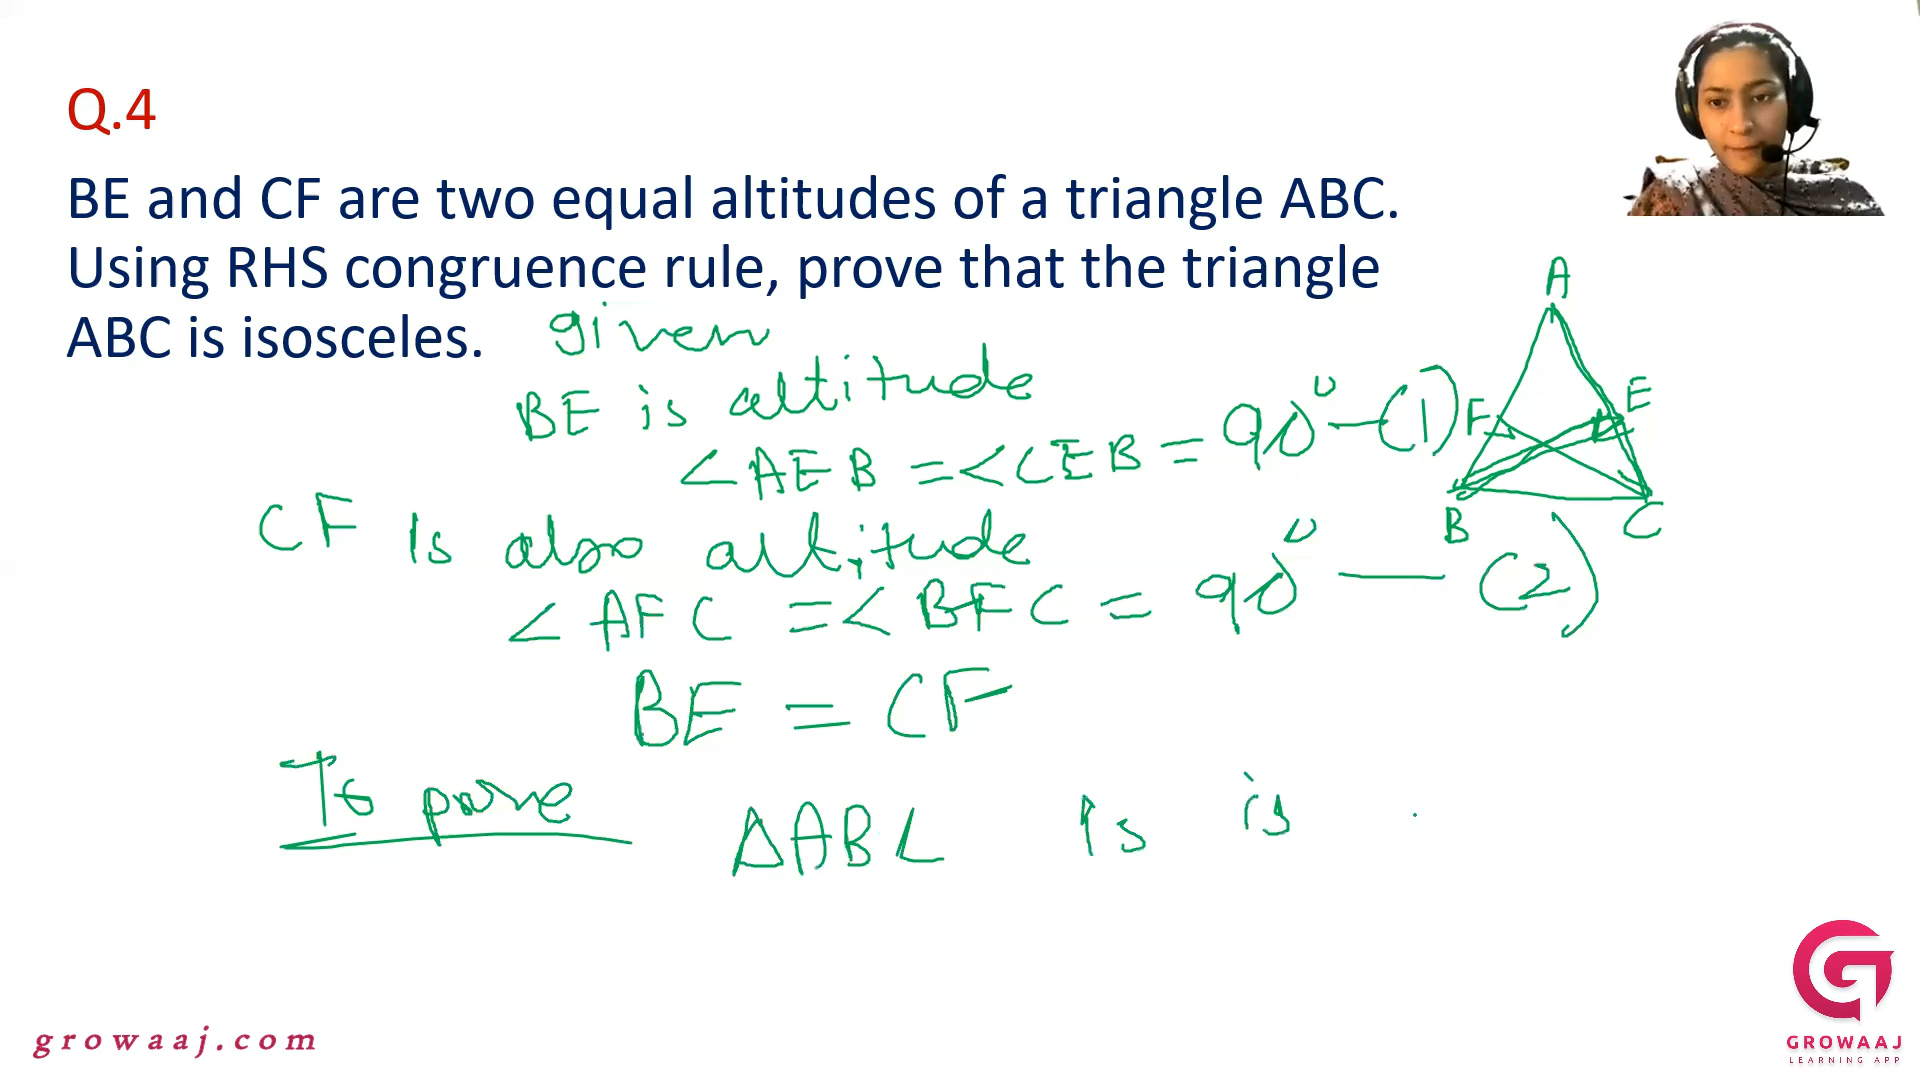 Q.4
BE and CF are two equal altitudes of a triangle ABC.
Using RHS congruence rule, prove that the triangle
ABC is isosceles.
given
BE is altitude
∠AEB = ∠CEB = 90° —(1)
CF is also altitude
∠AFC = ∠BFC = 90° — (2)
BE = CF
To prove
ΔABC is is
A
F
E
B
C
growaaj.com
GROWAAJ
LEARNING APP